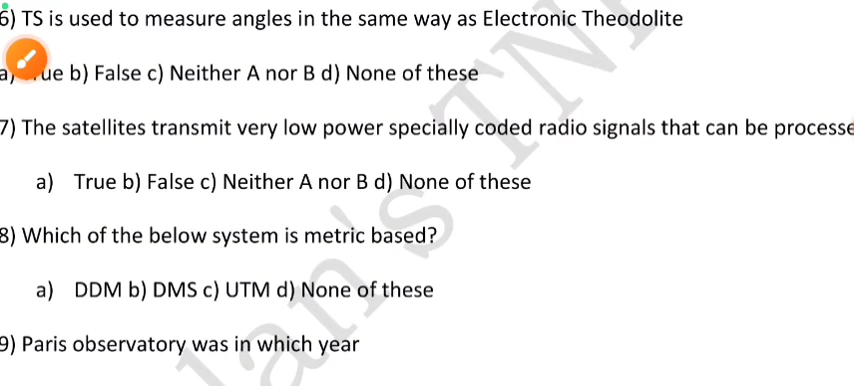 6) TS is used to measure angles in the same way as Electronic Theodolite
a) ue b) False c) Neither A nor B d) None of these
7) The satellites transmit very low power specially coded radio signals that can be processe
a) True b) False c) Neither A nor B d) None of these
8) Which of the below system is metric based?
a) DDM b) DMS c) UTM d) None of these
9) Paris observatory was in which year